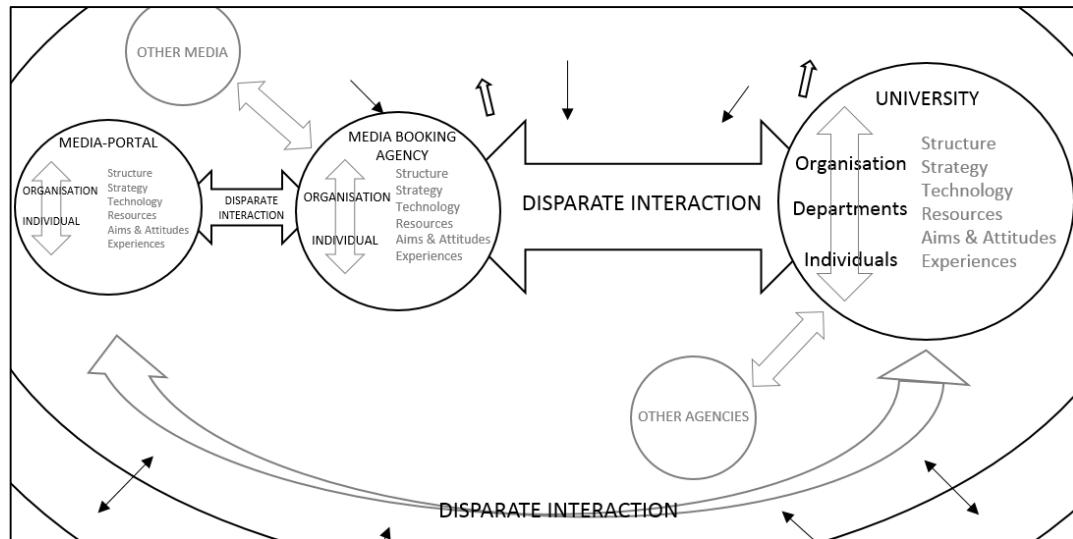 OTHER MEDIA
MEDIA-PORTAL
ORGANISATION
INDIVIDUAL
Structure
Strategy
Technology
Resources
Aims & Attitudes
Experiences
DISPARATE
INTERACTION
MEDIA BOOKING
AGENCY
ORGANISATION
INDIVIDUAL
Structure
Strategy
Technology
Resources
Aims & Attitudes
Experiences
DISPARATE INTERACTION
UNIVERSITY
Organisation
Departments
Individuals
Structure
Strategy
Technology
Resources
Aims & Attitudes
Experiences
OTHER AGENCIES
DISPARATE INTERACTION